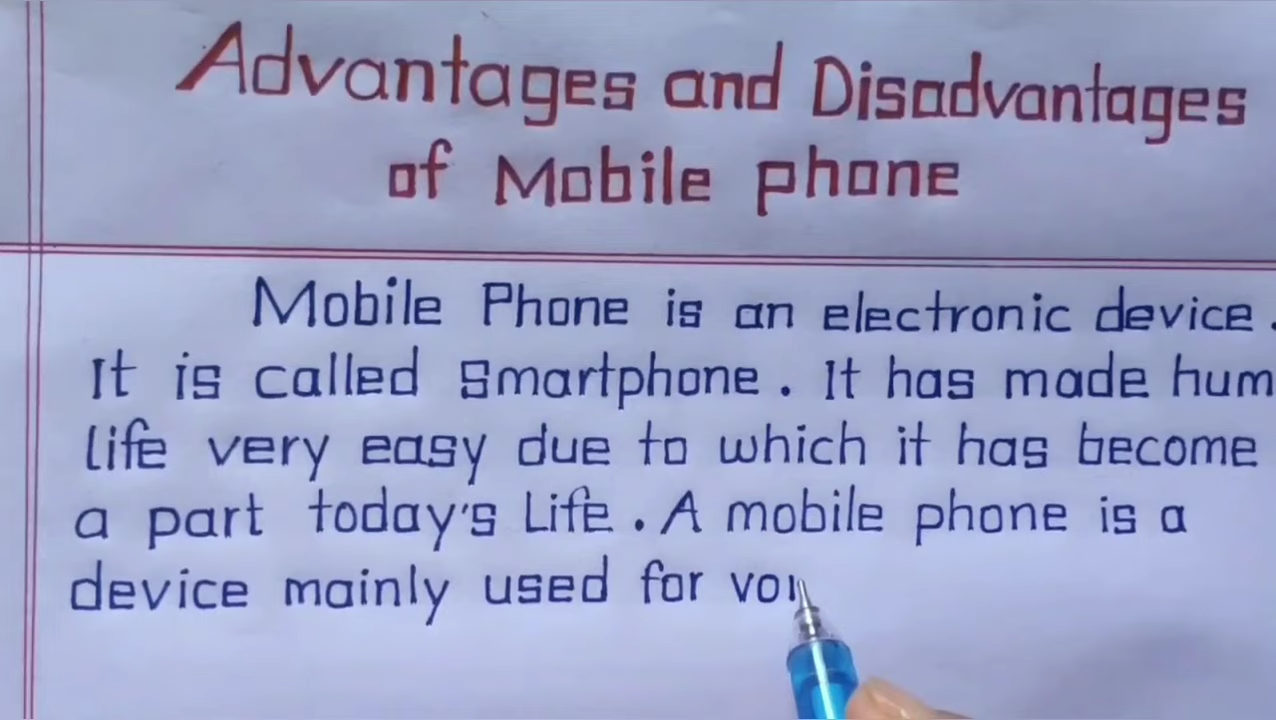 Advantages and Disadvantages
of Mobile phone
Mobile Phone is an electronic device.
It is called Smartphone. It has made hum
life very easy due to which it has become
a part today's Life. A mobile phone is a
device mainly used for voi